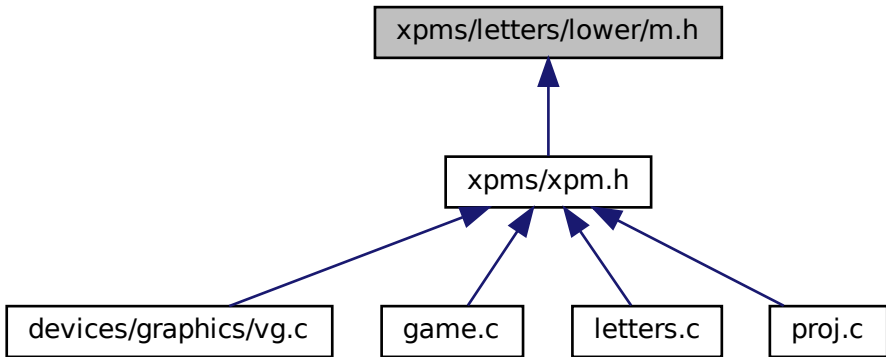 xpms/letters/lower/m.h
xpms/xpm.h
devices/graphics/vg.c
game.c
letters.c
proj.c